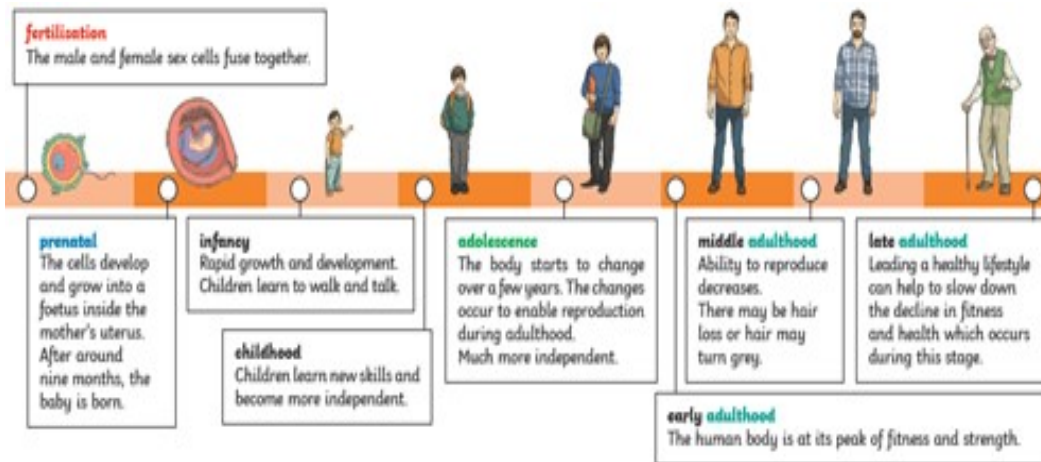 fertilisation
The male and female sex cells fuse together.
prenatal
The cells develop
and grow into a
foetus inside the
mother's uterus.
After around
nine months, the
baby is born.
infancy
Rapid growth and development.
Children learn to walk and talk.
childhood
Children learn new skills and
become more independent.
adolescence
The body starts to change
over a few years. The changes
occur to enable reproduction
during adulthood.
Much more independent.
early adulthood
The human body is at its peak of fitness and strength.
middle adulthood
Ability to reproduce
decreases.
There may be hair
loss or hair may
turn grey.
late adulthood
Leading a healthy lifestyle
can help to slow down
the decline in fitness
and health which occurs
during this stage.